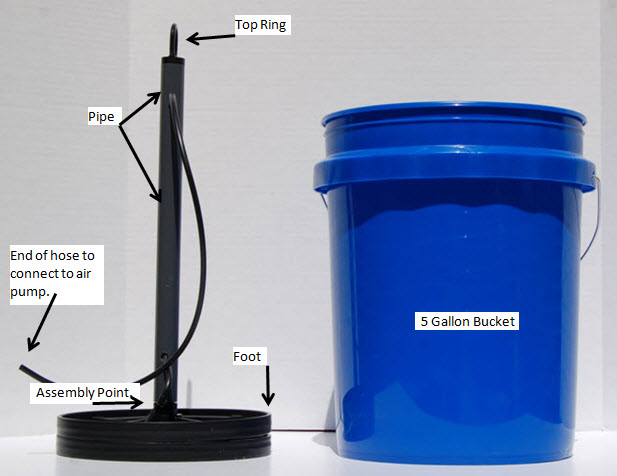 Top Ring
Pipe
End of hose to
connect to air
pump.
5 Gallon Bucket
Foot
Assembly Point